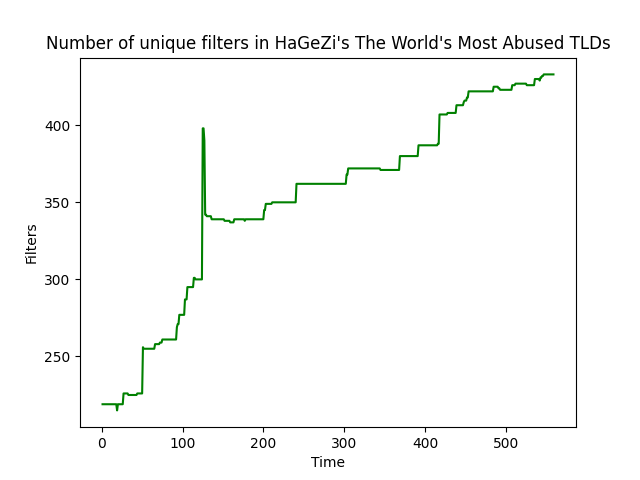 Number of unique filters in HaGeZi's The World's Most Abused TLDs
400
350
300
250
Filters
0 100 200 300 400 500
Time